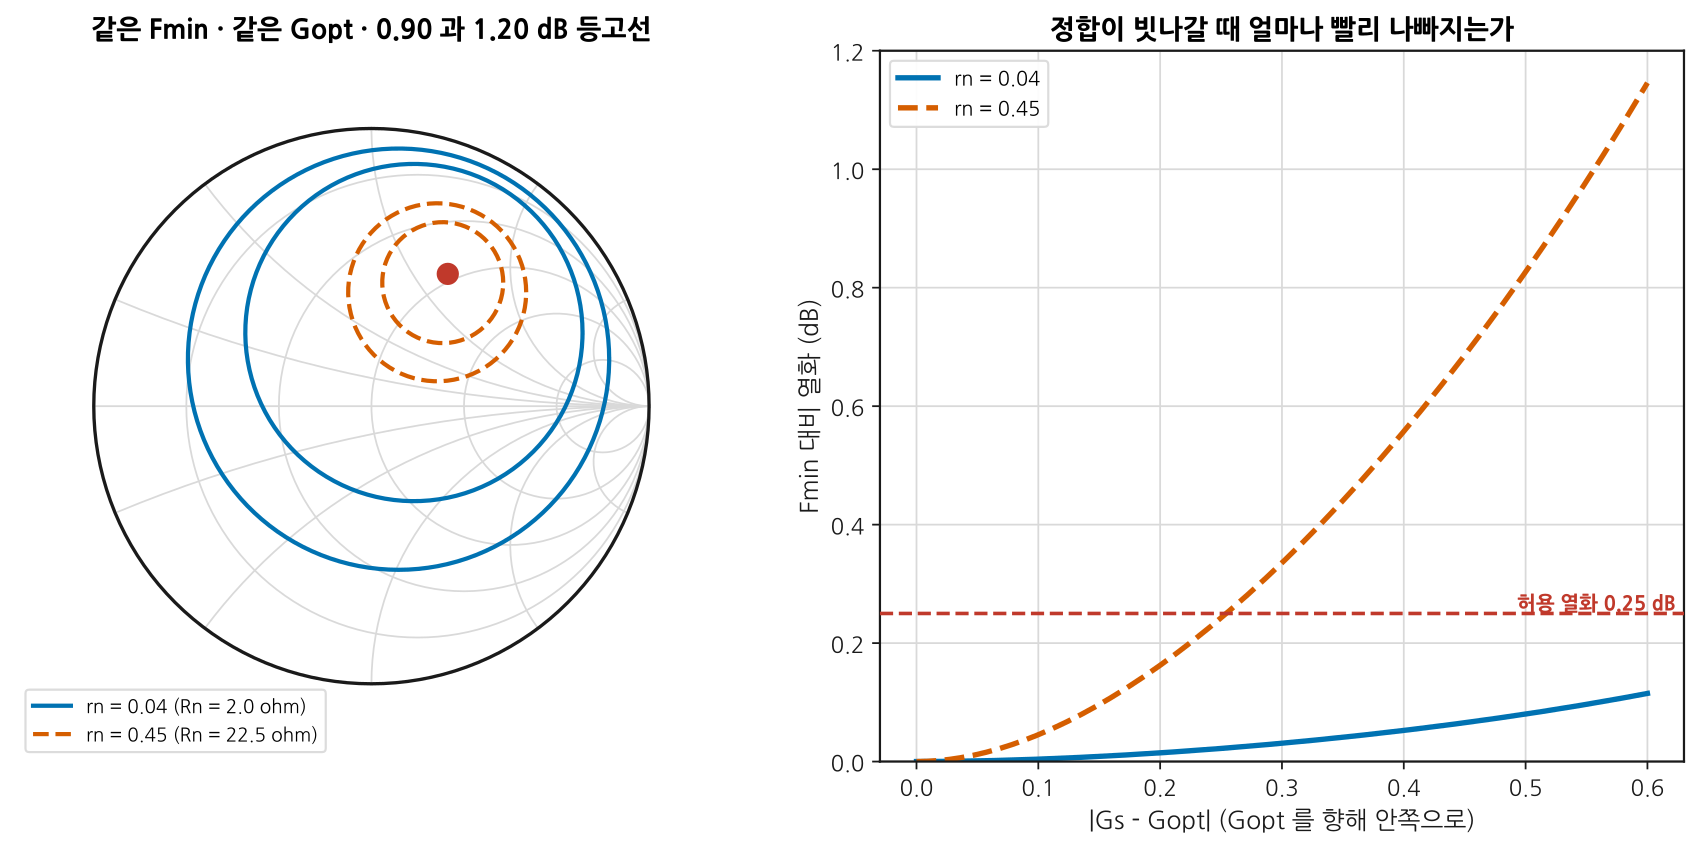 같은 Fmin · 같은 Gopt · 0.90 과 1.20 dB 등고선
rn = 0.04 (Rn = 2.0 ohm)
rn = 0.45 (Rn = 22.5 ohm)
정합이 빗나갈 때 얼마나 빨리 나빠지는가
rn = 0.04
rn = 0.45
Fmin 대비 열화 (dB)
1.2
1.0
0.8
0.6
0.4
0.2
0.0
허용 열화 0.25 dB
0.0 0.1 0.2 0.3 0.4 0.5 0.6
|Gs - Gopt| (Gopt 를 향해 안쪽으로)